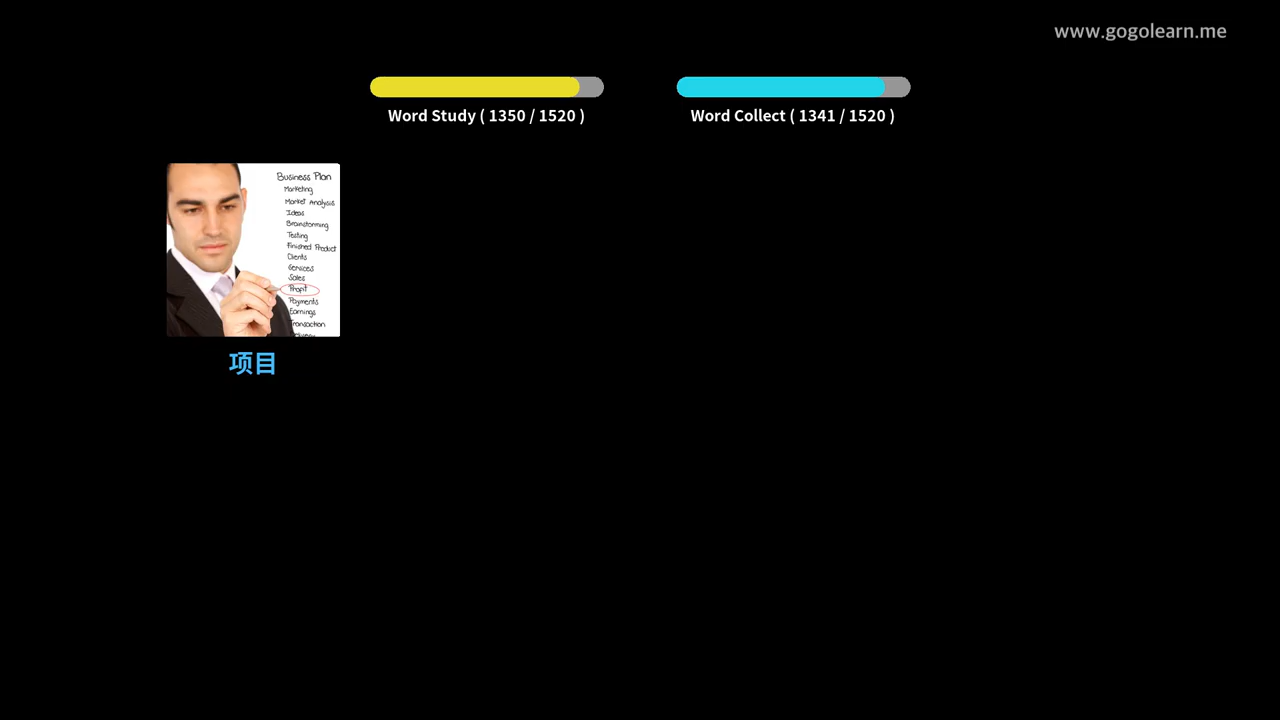 www.gogolearn.me
Word Study ( 1350 / 1520 )
Word Collect ( 1341 / 1520 )
Business Plan
Marketing
Market Analysis
Ideas
Brainstorming
Testing
Finished Product
Clients
Services
Sales
Profit
Payments
Earnings
Transaction
项目